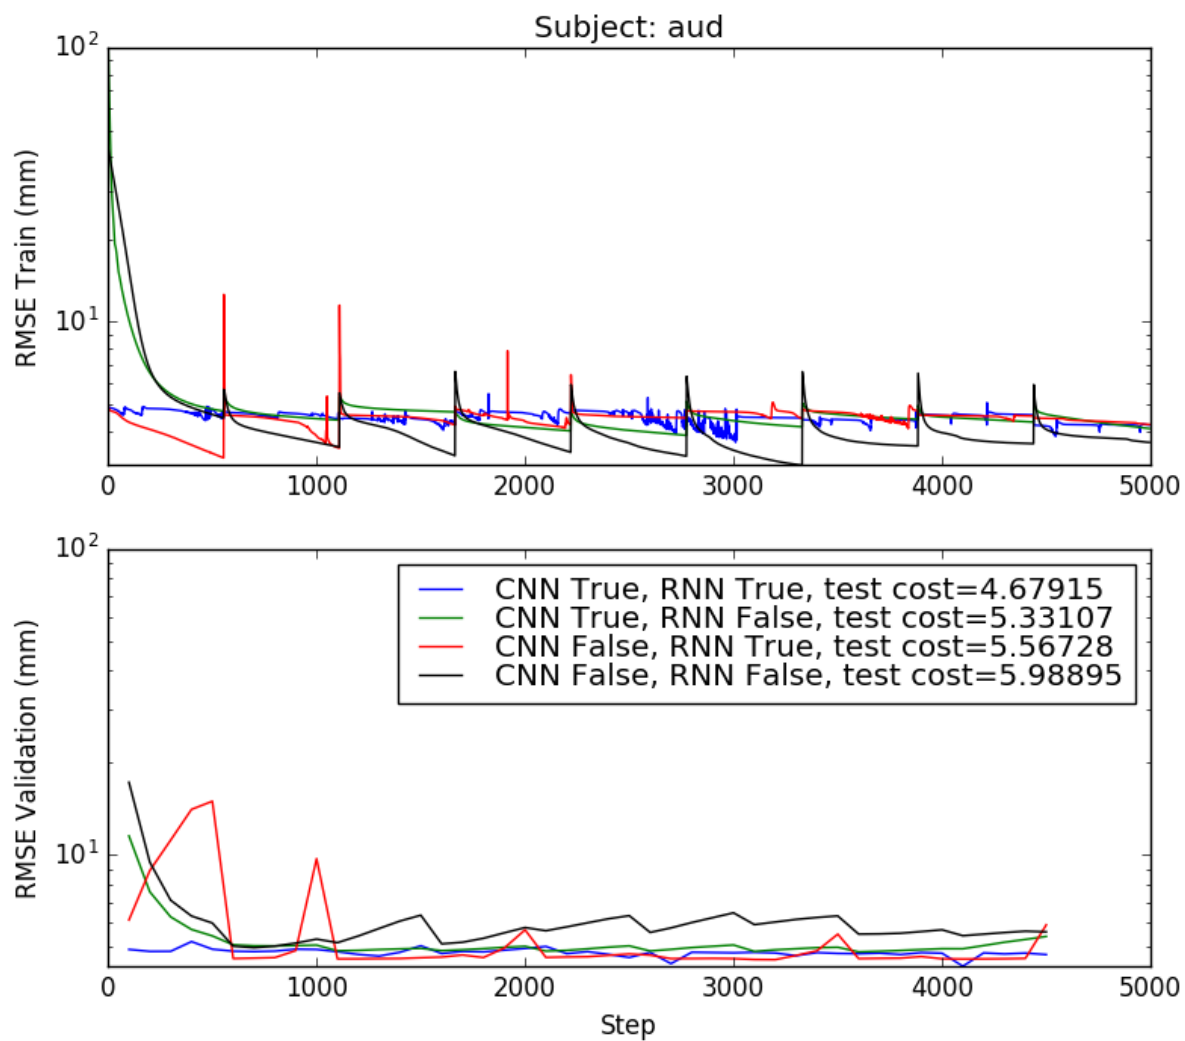 Subject: aud
RMSE Train (mm)
10²
10¹
0 1000 2000 3000 4000 5000
RMSE Validation (mm)
10²
10¹
CNN True, RNN True, test cost=4.67915
CNN True, RNN False, test cost=5.33107
CNN False, RNN True, test cost=5.56728
CNN False, RNN False, test cost=5.98895
0 1000 2000 3000 4000 5000
Step